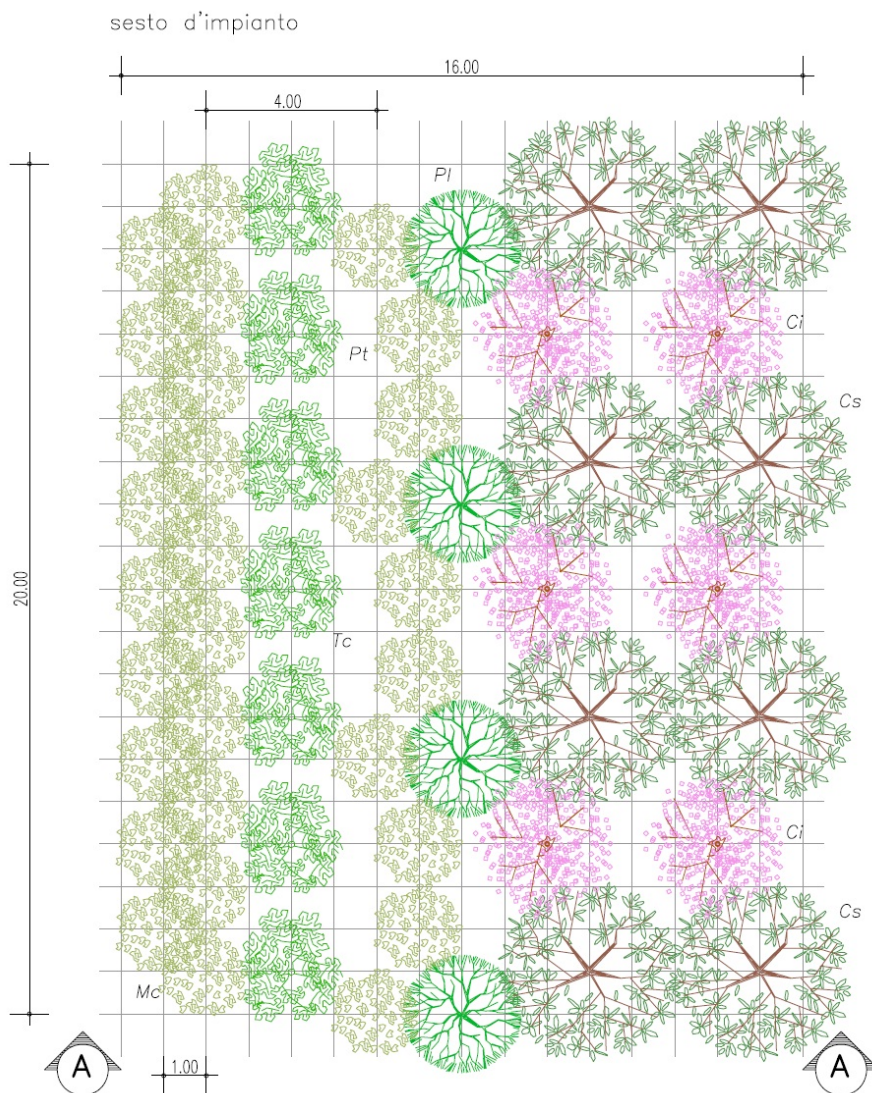 sesto d'impianto
16.00
4.00
Pl
Ci
Pt
Cs
20.00
Tc
Ci
Cs
Mc
A
1.00
A